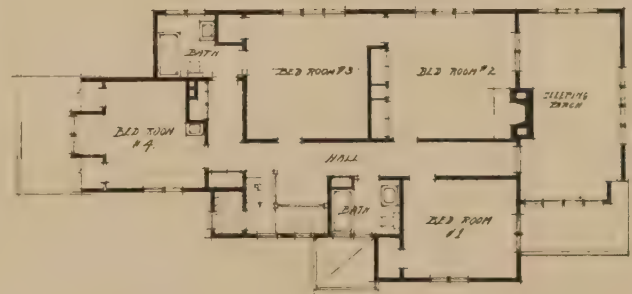 BATH
BED ROOM #3
BED ROOM #2
SLEEPING
PORCH
BED ROOM
#4
HALL
BATH
BED ROOM
#1